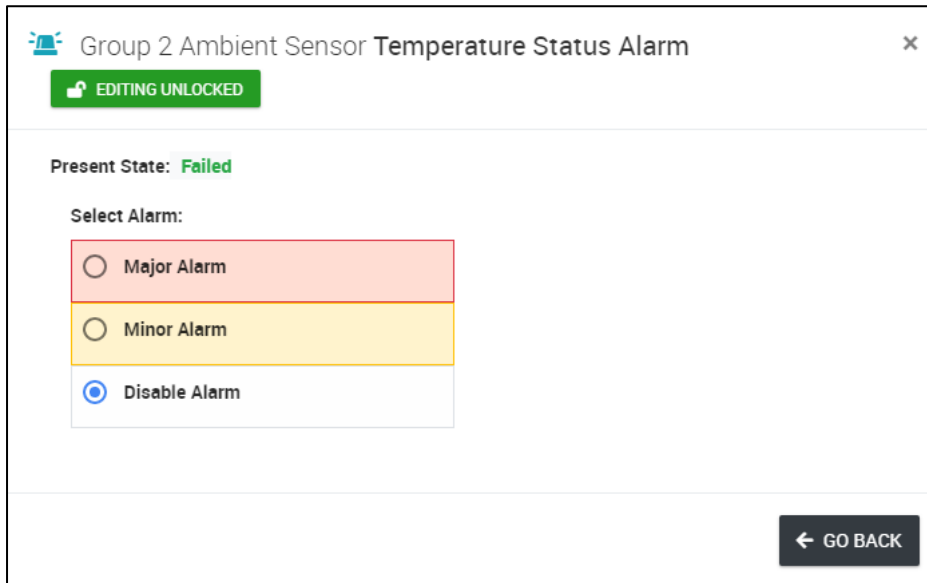 Group 2 Ambient Sensor Temperature Status Alarm
EDITING UNLOCKED
Present State: Failed
Select Alarm:
Major Alarm
Minor Alarm
Disable Alarm
GO BACK